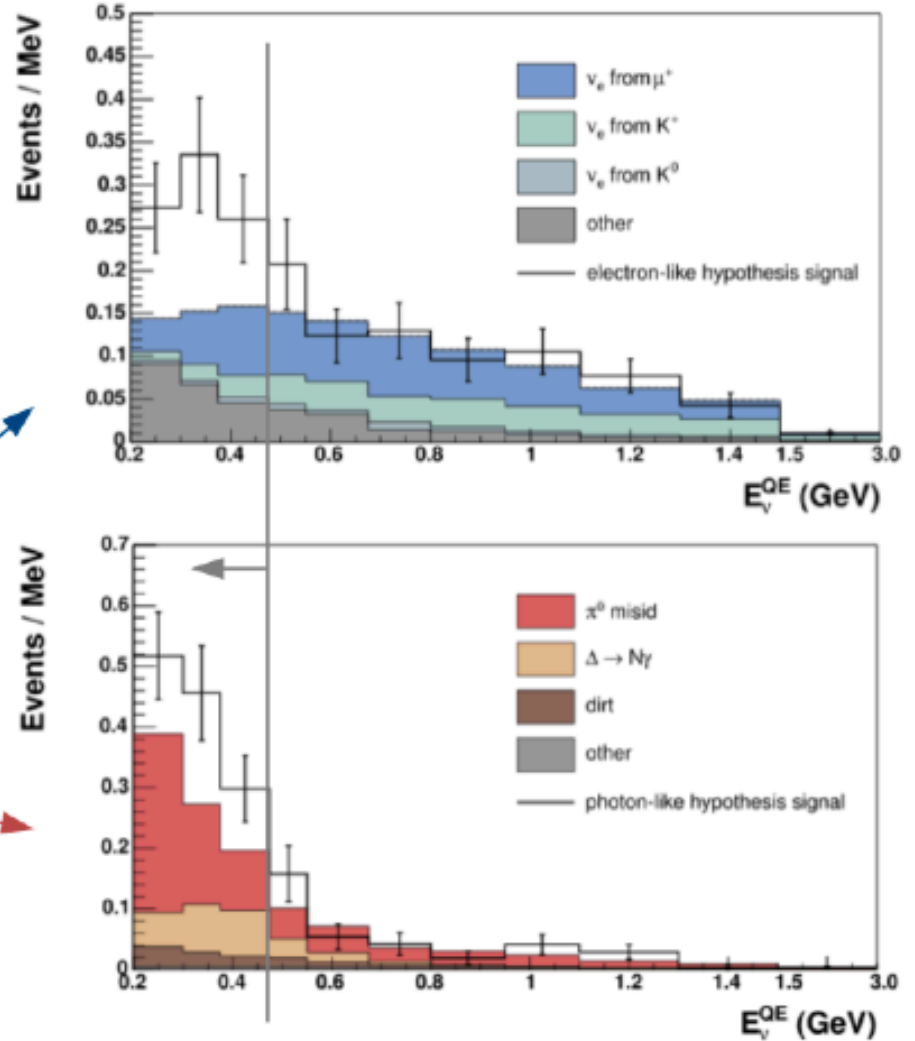 Events / MeV
0.5
0.45
0.4
0.35
0.3
0.25
0.2
0.15
0.1
0.05
0
νₑ from μ⁺
νₑ from K⁺
νₑ from K⁰
other
electron-like hypothesis signal
0.2 0.4 0.6 0.8 1 1.2 1.4 1.5 3.0
E_ν^QE (GeV)
Events / MeV
0.7
0.6
0.5
0.4
0.3
0.2
0.1
0
π⁰ misid
Δ → Nγ
dirt
other
photon-like hypothesis signal
0.2 0.4 0.6 0.8 1 1.2 1.4 1.5 3.0
E_ν^QE (GeV)